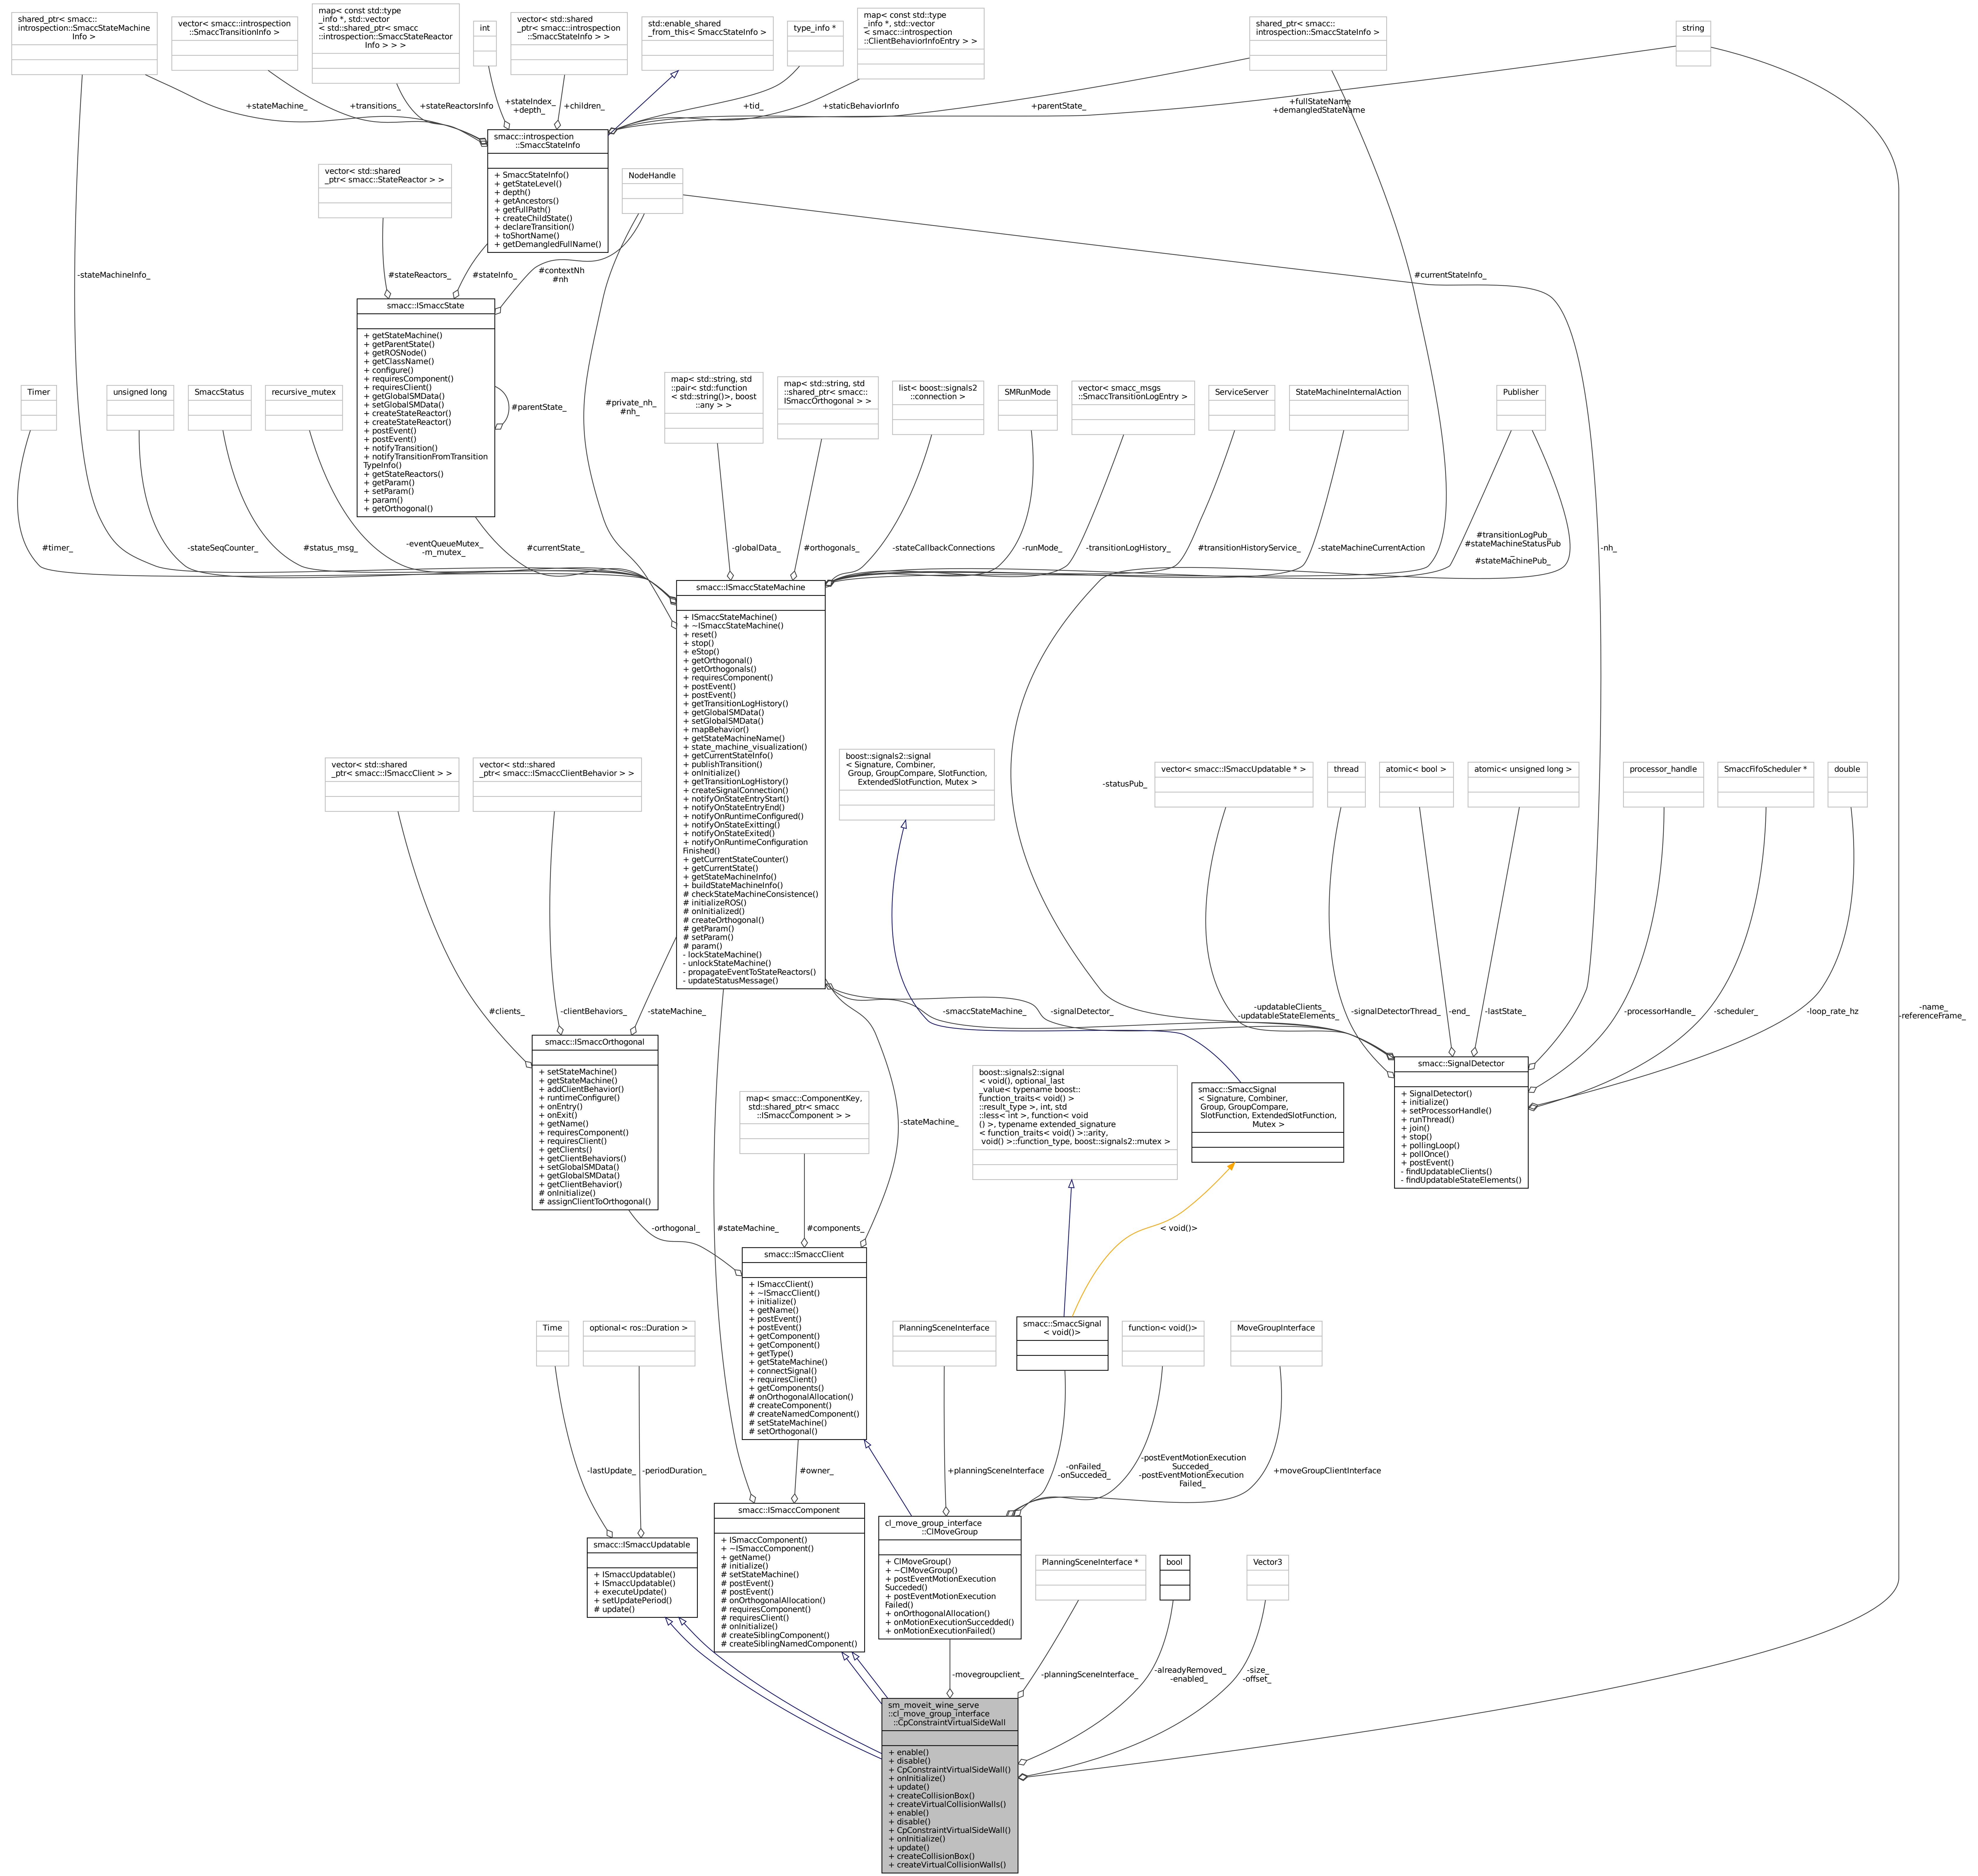 shared_ptr< smacc::
introspection::SmaccStateMachine
Info >
vector< smacc::introspection
::SmaccTransitionInfo >
map< const std::type
_info *, std::vector
< std::shared_ptr< smacc
::introspection::SmaccStateReactor
Info > > >
int
vector< std::shared
_ptr< smacc::introspection
::SmaccStateInfo > >
std::enable_shared
_from_this< SmaccStateInfo >
type_info *
map< const std::type
_info *, std::vector
< smacc::introspection
::ClientBehaviorInfoEntry > >
shared_ptr< smacc::
introspection::SmaccStateInfo >
string
+stateMachine_
+transitions_
+stateReactorsInfo
+stateIndex_
+depth_
+children_
+tid_
+staticBehaviorInfo
+parentState_
+fullStateName
+demangledStateName
smacc::introspection
::SmaccStateInfo
+ SmaccStateInfo()
+ getStateLevel()
+ depth()
+ getAncestors()
+ getFullPath()
+ createChildState()
+ declareTransition()
+ toShortName()
+ getDemangledFullName()
vector< std::shared
_ptr< smacc::StateReactor > >
NodeHandle
-stateMachineInfo_
#stateReactors_
#stateInfo_
#contextNh
#nh
#currentStateInfo_
smacc::ISmaccState
+ getStateMachine()
+ getParentState()
+ getROSNode()
+ getClassName()
+ configure()
+ requiresComponent()
+ requiresClient()
+ getGlobalSMData()
+ setGlobalSMData()
+ createStateReactor()
+ createStateReactor()
+ postEvent()
+ postEvent()
+ notifyTransition()
+ notifyTransitionFromTransition
TypeInfo()
+ getStateReactors()
+ getParam()
+ setParam()
+ param()
+ getOrthogonal()
#parentState_
#private_nh_
#nh_
Timer
unsigned long
SmaccStatus
recursive_mutex
map< std::string, std
::pair< std::function
< std::string()>, boost
::any > >
map< std::string, std
::shared_ptr< smacc::
ISmaccOrthogonal > >
list< boost::signals2
::connection >
SMRunMode
vector< smacc_msgs
::SmaccTransitionLogEntry >
ServiceServer
StateMachineInternalAction
Publisher
#timer_
-stateSeqCounter_
#status_msg_
-eventQueueMutex_
-m_mutex_
#currentState_
-globalData_
#orthogonals_
-stateCallbackConnections
-runMode_
-transitionLogHistory_
#transitionHistoryService_
-stateMachineCurrentAction
#transitionLogPub_
#stateMachineStatusPub
_
#stateMachinePub_
-nh_
smacc::ISmaccStateMachine
+ ISmaccStateMachine()
+ ~ISmaccStateMachine()
+ reset()
+ stop()
+ eStop()
+ getOrthogonal()
+ getOrthogonals()
+ requiresComponent()
+ postEvent()
+ postEvent()
+ getTransitionLogHistory()
+ getGlobalSMData()
+ setGlobalSMData()
+ mapBehavior()
+ getStateMachineName()
+ state_machine_visualization()
+ getCurrentStateInfo()
+ publishTransition()
+ onInitialize()
+ getTransitionLogHistory()
+ createSignalConnection()
+ notifyOnStateEntryStart()
+ notifyOnStateEntryEnd()
+ notifyOnRuntimeConfigured()
+ notifyOnStateExitting()
+ notifyOnStateExited()
+ notifyOnRuntimeConfiguration
Finished()
+ getCurrentStateCounter()
+ getCurrentState()
+ getStateMachineInfo()
+ buildStateMachineInfo()
# checkStateMachineConsistence()
# initializeROS()
# onInitialized()
# createOrthogonal()
# getParam()
# setParam()
# param()
- lockStateMachine()
- unlockStateMachine()
- propagateEventToStateReactors()
- updateStatusMessage()
vector< std::shared
_ptr< smacc::ISmaccClient > >
vector< std::shared
_ptr< smacc::ISmaccClientBehavior > >
boost::signals2::signal
< Signature, Combiner,
Group, GroupCompare, SlotFunction,
ExtendedSlotFunction, Mutex >
-statusPub_
vector< smacc::ISmaccUpdatable * >
thread
atomic< bool >
atomic< unsigned long >
processor_handle
SmaccFifoScheduler *
double
#clients_
-clientBehaviors_
-stateMachine_
-smaccStateMachine_
-signalDetector_
-updatableClients_
-updatableStateElements_
-signalDetectorThread_
-end_
-lastState_
-processorHandle_
-scheduler_
-loop_rate_hz
-name_
-referenceFrame_
smacc::ISmaccOrthogonal
+ setStateMachine()
+ getStateMachine()
+ addClientBehavior()
+ runtimeConfigure()
+ onEntry()
+ onExit()
+ getName()
+ requiresComponent()
+ requiresClient()
+ getClients()
+ getClientBehaviors()
+ setGlobalSMData()
+ getGlobalSMData()
+ getClientBehavior()
# onInitialize()
# assignClientToOrthogonal()
map< smacc::ComponentKey,
std::shared_ptr< smacc
::ISmaccComponent > >
-stateMachine_
boost::signals2::signal
< void(), optional_last
_value< typename boost::
function_traits< void() >
::result_type >, int, std
::less< int >, function< void
() >, typename extended_signature
< function_traits< void() >::arity,
void() >::function_type, boost::signals2::mutex >
smacc::SmaccSignal
< Signature, Combiner,
Group, GroupCompare,
SlotFunction, ExtendedSlotFunction,
Mutex >
smacc::SignalDetector
+ SignalDetector()
+ initialize()
+ setProcessorHandle()
+ runThread()
+ join()
+ stop()
+ pollingLoop()
+ pollOnce()
+ postEvent()
- findUpdatableClients()
- findUpdatableStateElements()
-orthogonal_
#stateMachine_
#components_
< void()>
smacc::ISmaccClient
+ ISmaccClient()
+ ~ISmaccClient()
+ initialize()
+ getName()
+ postEvent()
+ postEvent()
+ getComponent()
+ getComponent()
+ getType()
+ getStateMachine()
+ connectSignal()
+ requiresClient()
+ getComponents()
# onOrthogonalAllocation()
# createComponent()
# createNamedComponent()
# setStateMachine()
# setOrthogonal()
Time
optional< ros::Duration >
PlanningSceneInterface
smacc::SmaccSignal
< void()>
function< void()>
MoveGroupInterface
-lastUpdate_
-periodDuration_
#owner_
+planningSceneInterface
-onFailed_
-onSucceded_
-postEventMotionExecution
Succeded_
-postEventMotionExecution
Failed_
+moveGroupClientInterface
smacc::ISmaccUpdatable
+ ISmaccUpdatable()
+ ISmaccUpdatable()
+ executeUpdate()
+ setUpdatePeriod()
# update()
smacc::ISmaccComponent
+ ISmaccComponent()
+ ~ISmaccComponent()
+ getName()
# initialize()
# setStateMachine()
# postEvent()
# postEvent()
# onOrthogonalAllocation()
# requiresComponent()
# requiresClient()
# onInitialize()
# createSiblingComponent()
# createSiblingNamedComponent()
cl_move_group_interface
::ClMoveGroup
+ ClMoveGroup()
+ ~ClMoveGroup()
+ postEventMotionExecution
Succeded()
+ postEventMotionExecution
Failed()
+ onOrthogonalAllocation()
+ onMotionExecutionSuccedded()
+ onMotionExecutionFailed()
PlanningSceneInterface *
bool
Vector3
-movegroupclient_
-planningSceneInterface_
-alreadyRemoved_
-enabled_
-size_
-offset_
sm_moveit_wine_serve
::cl_move_group_interface
::CpConstraintVirtualSideWall
+ enable()
+ disable()
+ CpConstraintVirtualSideWall()
+ onInitialize()
+ update()
+ createCollisionBox()
+ createVirtualCollisionWalls()
+ enable()
+ disable()
+ CpConstraintVirtualSideWall()
+ onInitialize()
+ update()
+ createCollisionBox()
+ createVirtualCollisionWalls()